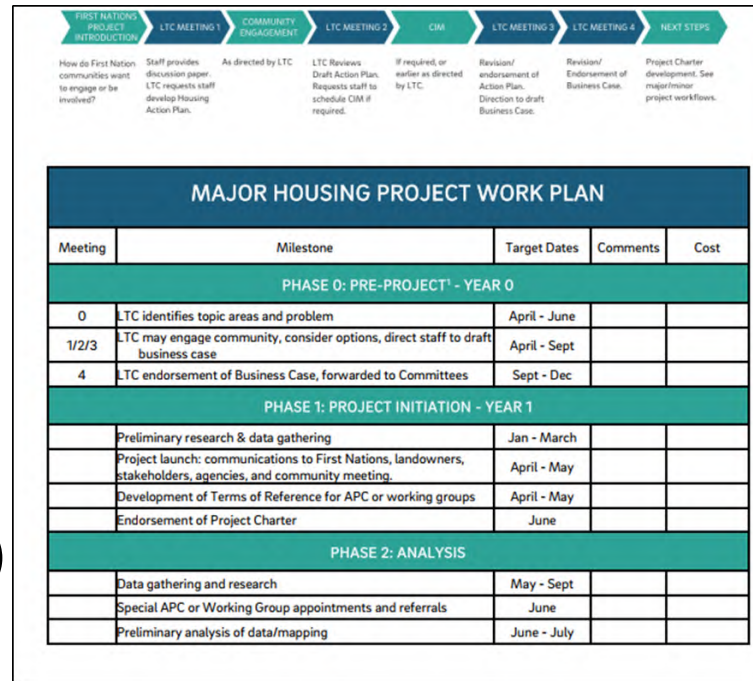 FIRST NATIONS
PROJECT
INTRODUCTION
LTC MEETING 1
COMMUNITY
ENGAGEMENT
LTC MEETING 2
CIM
LTC MEETING 3
LTC MEETING 4
NEXT STEPS
How do First Nation
communities want
to engage or be
involved?
Staff provides
discussion paper.
LTC requests staff
develop Housing
Action Plan.
As directed by LTC
LTC Reviews
Draft Action Plan.
Requests staff to
schedule CIM if
required.
If required, or
earlier as directed
by LTC.
Revision/
endorsement of
Action Plan.
Direction to draft
Business Case.
Revision/
Endorsement of
Business Case.
Project Charter
development. See
major/minor
project workflows.
MAJOR HOUSING PROJECT WORK PLAN
Meeting Milestone Target Dates Comments Cost
PHASE 0: PRE-PROJECT¹ - YEAR 0
0 LTC identifies topic areas and problem April - June
1/2/3 LTC may engage community, consider options, direct staff to draft
business case April - Sept
4 LTC endorsement of Business Case, forwarded to Committees Sept - Dec
PHASE 1: PROJECT INITIATION - YEAR 1
Preliminary research & data gathering Jan - March
Project launch: communications to First Nations, landowners,
stakeholders, agencies, and community meeting. April - May
Development of Terms of Reference for APC or working groups April - May
Endorsement of Project Charter June
PHASE 2: ANALYSIS
Data gathering and research May - Sept
Special APC or Working Group appointments and referrals June
Preliminary analysis of data/mapping June - July